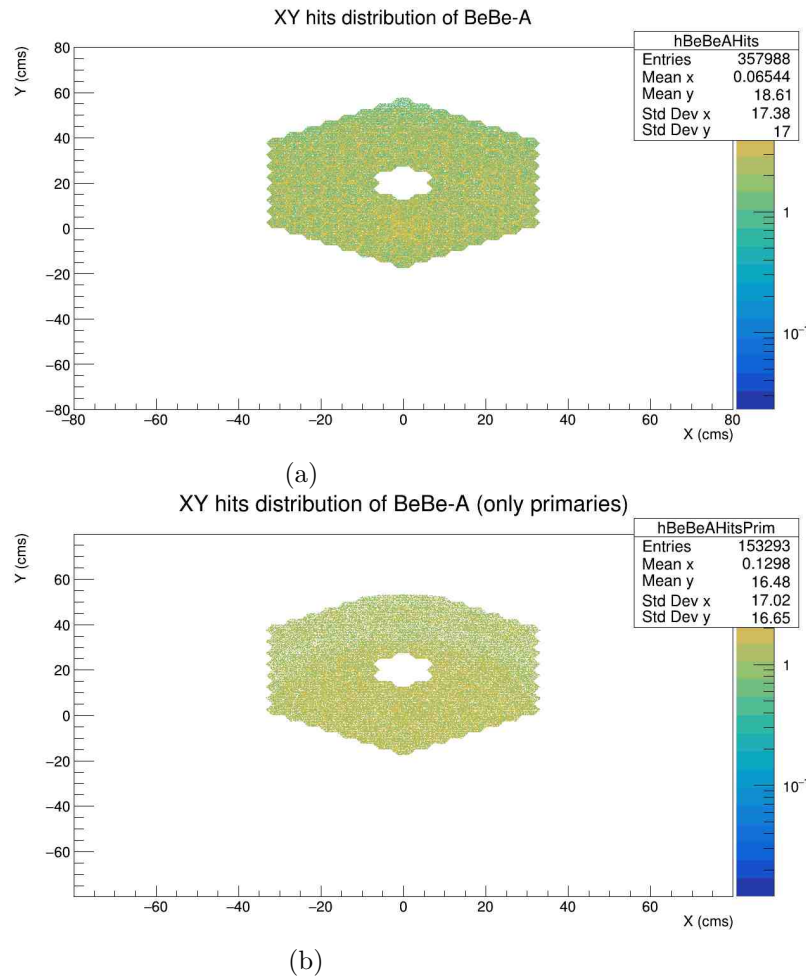 XY hits distribution of BeBe-A
hBeBeAHits
Entries 357988
Mean x 0.06544
Mean y 18.61
Std Dev x 17.38
Std Dev y 17
Y (cms)
80
60
40
20
0
−20
−40
−60
−80
−80 −60 −40 −20 0 20 40 60 80
X (cms)
1
(a)
XY hits distribution of BeBe-A (only primaries)
hBeBeAHitsPrim
Entries 153293
Mean x 0.1298
Mean y 16.48
Std Dev x 17.02
Std Dev y 16.65
Y (cms)
60
40
20
0
−20
−40
−60
−60 −40 −20 0 20 40 60
X (cms)
1
(b)